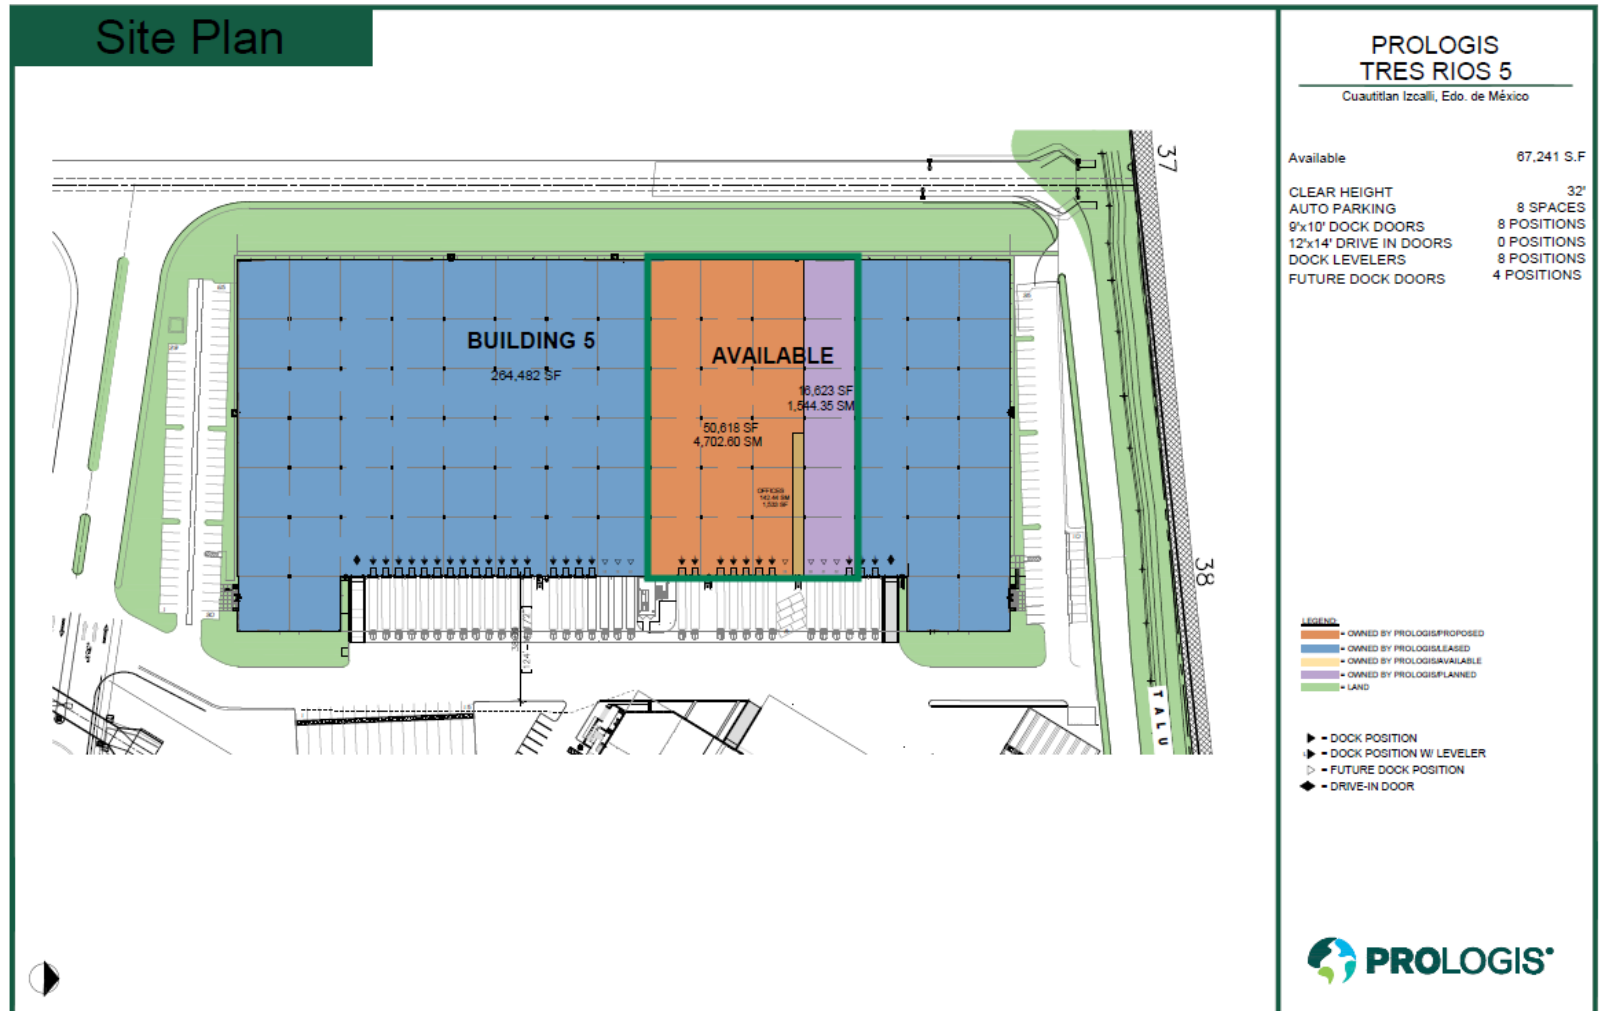 Site Plan
PROLOGIS
TRES RIOS 5
Cuautitlan Izcalli, Edo. de México
Available 67,241 S.F
CLEAR HEIGHT 32'
AUTO PARKING 8 SPACES
9'x10' DOCK DOORS 8 POSITIONS
12'x14' DRIVE IN DOORS 0 POSITIONS
DOCK LEVELERS 8 POSITIONS
FUTURE DOCK DOORS 4 POSITIONS
37
BUILDING 5
264,482 SF
AVAILABLE
16,623 SF
1,544.35 SM
50,618 SF
4,702.60 SM
OFFICES
142.44 SM
38
TALU
LEGEND:
= OWNED BY PROLOGIS/PROPOSED
= OWNED BY PROLOGIS/LEASED
= OWNED BY PROLOGIS/AVAILABLE
= OWNED BY PROLOGIS/PLANNED
= LAND
= DOCK POSITION
= DOCK POSITION W/ LEVELER
= FUTURE DOCK POSITION
= DRIVE-IN DOOR
PROLOGIS